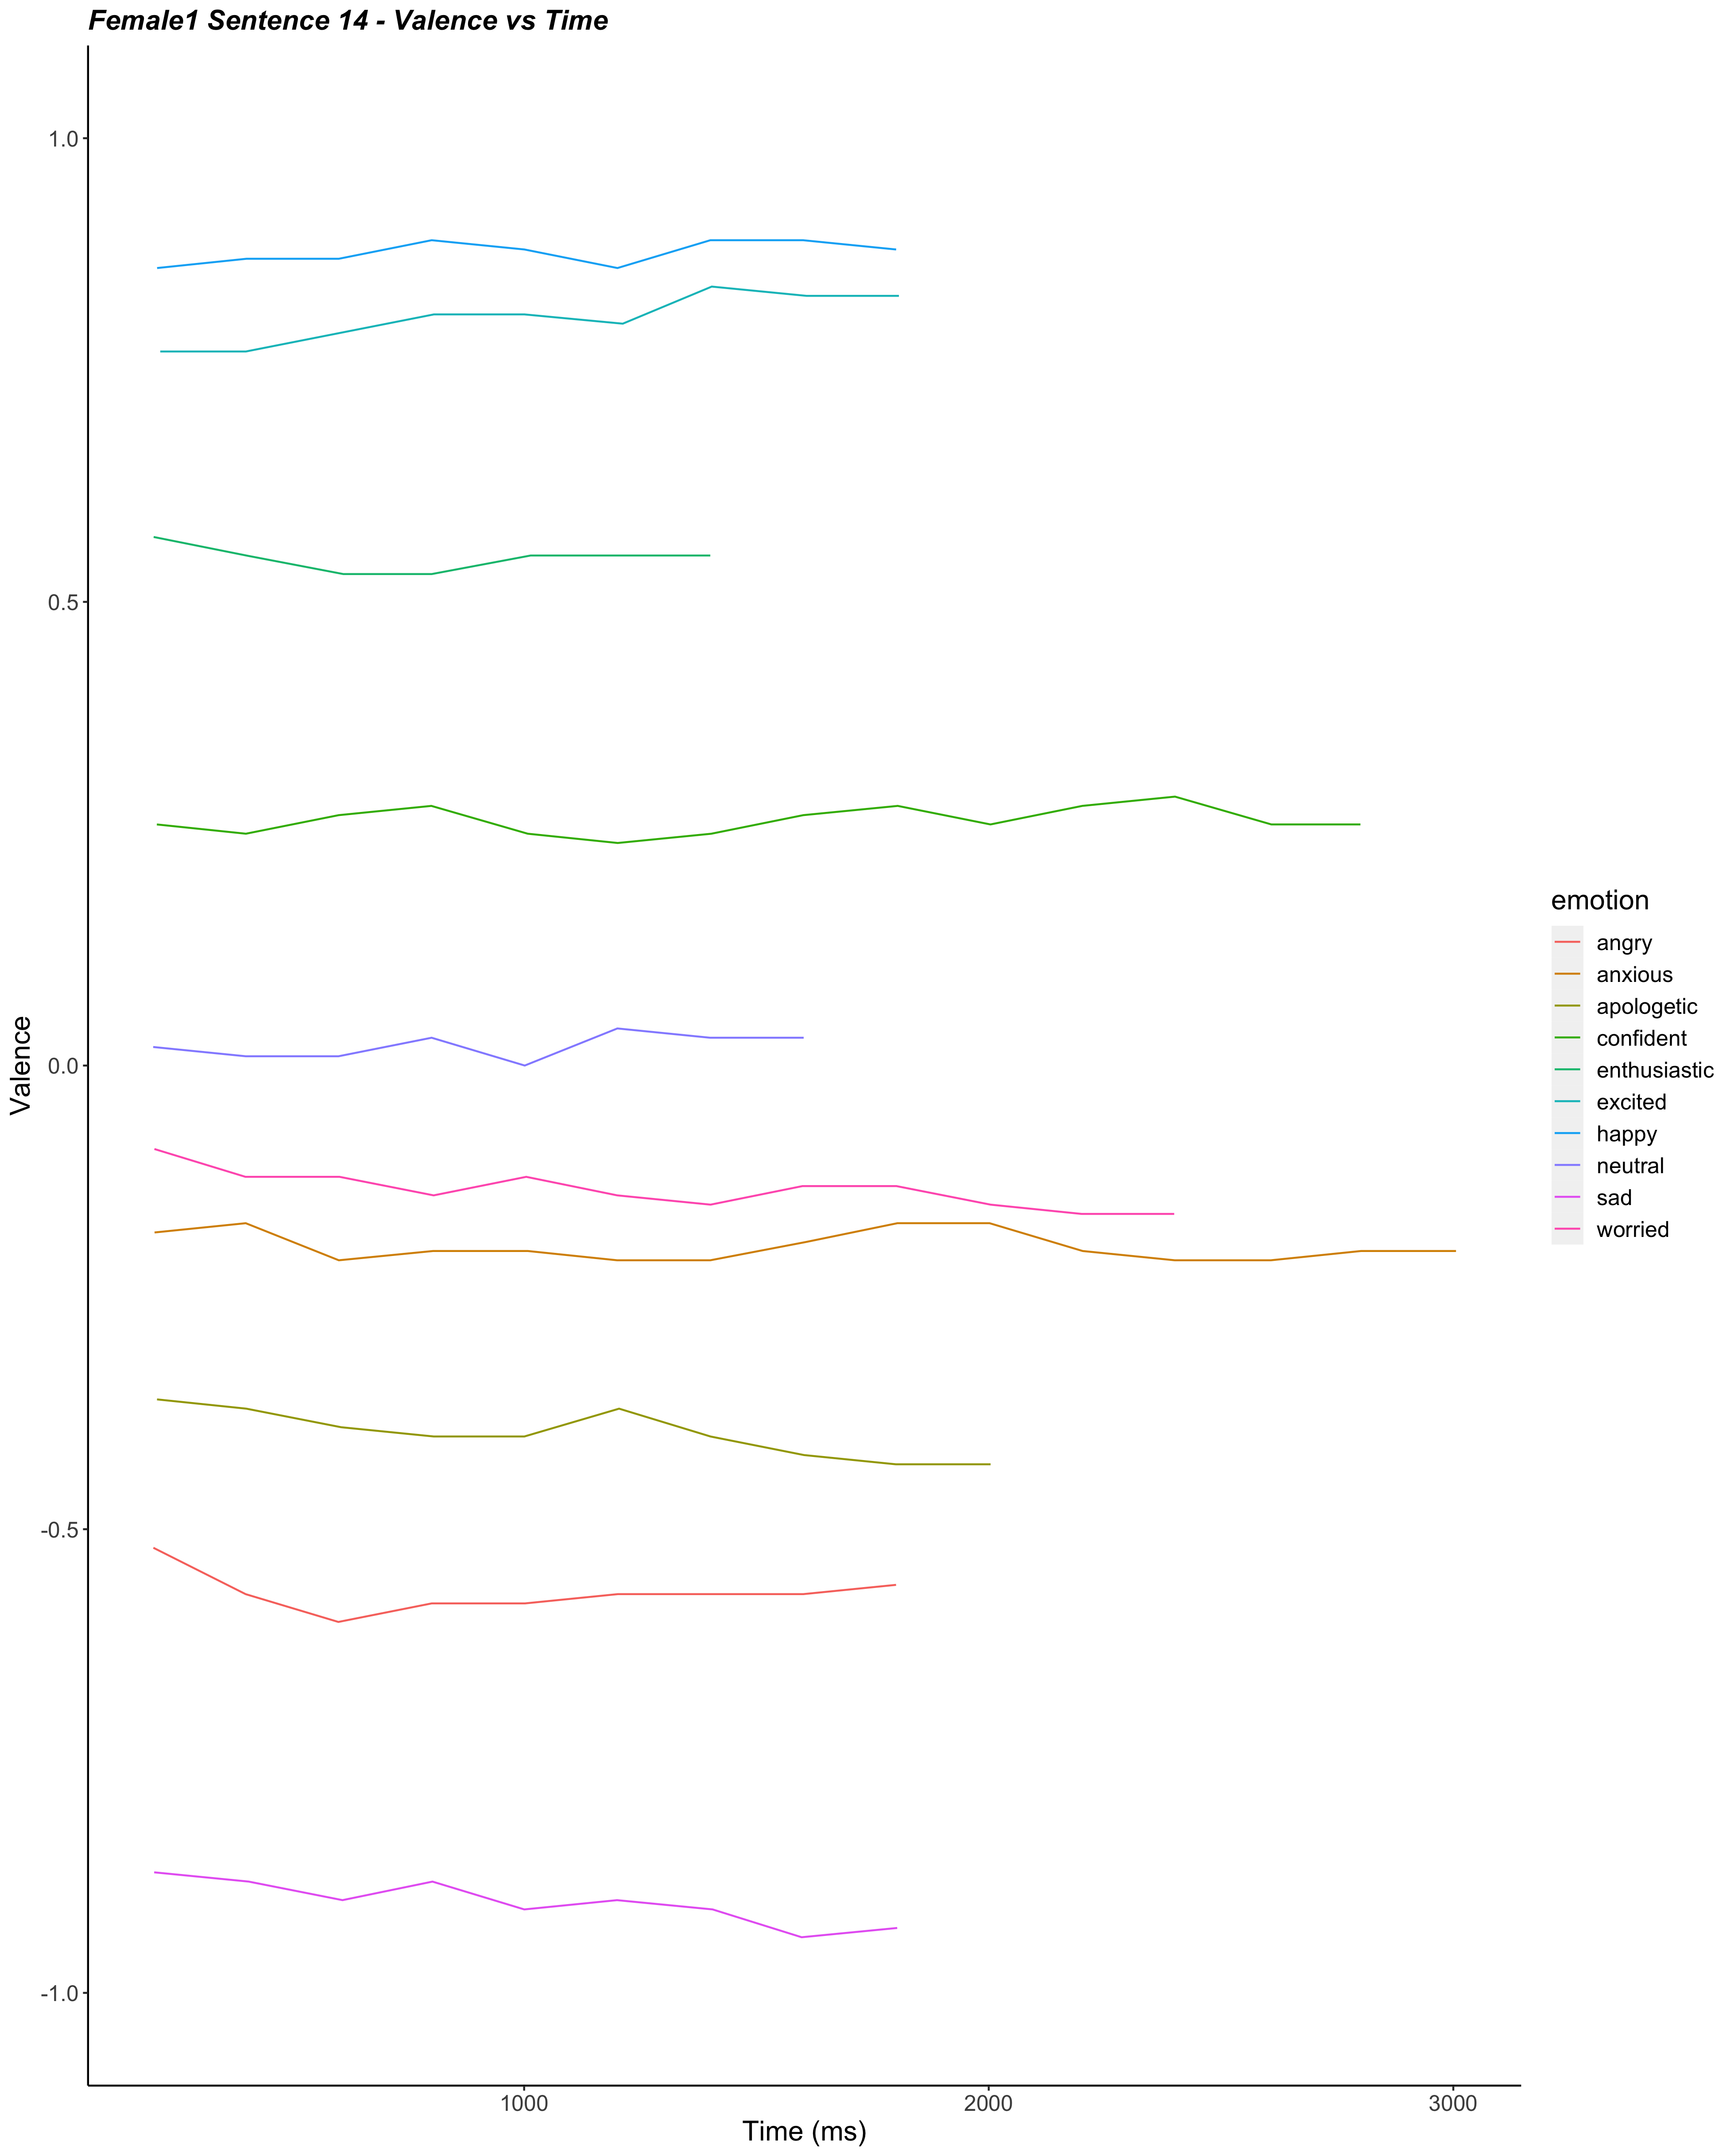 Female1 Sentence 14 - Valence vs Time
1.0
0.5
0.0
-0.5
-1.0
Valence
1000
2000
3000
Time (ms)
emotion
angry
anxious
apologetic
confident
enthusiastic
excited
happy
neutral
sad
worried